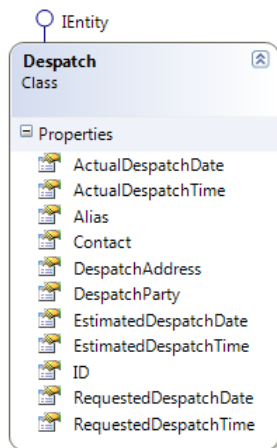 IEntity
Despatch
Class
Properties
ActualDespatchDate
ActualDespatchTime
Alias
Contact
DespatchAddress
DespatchParty
EstimatedDespatchDate
EstimatedDespatchTime
ID
RequestedDespatchDate
RequestedDespatchTime